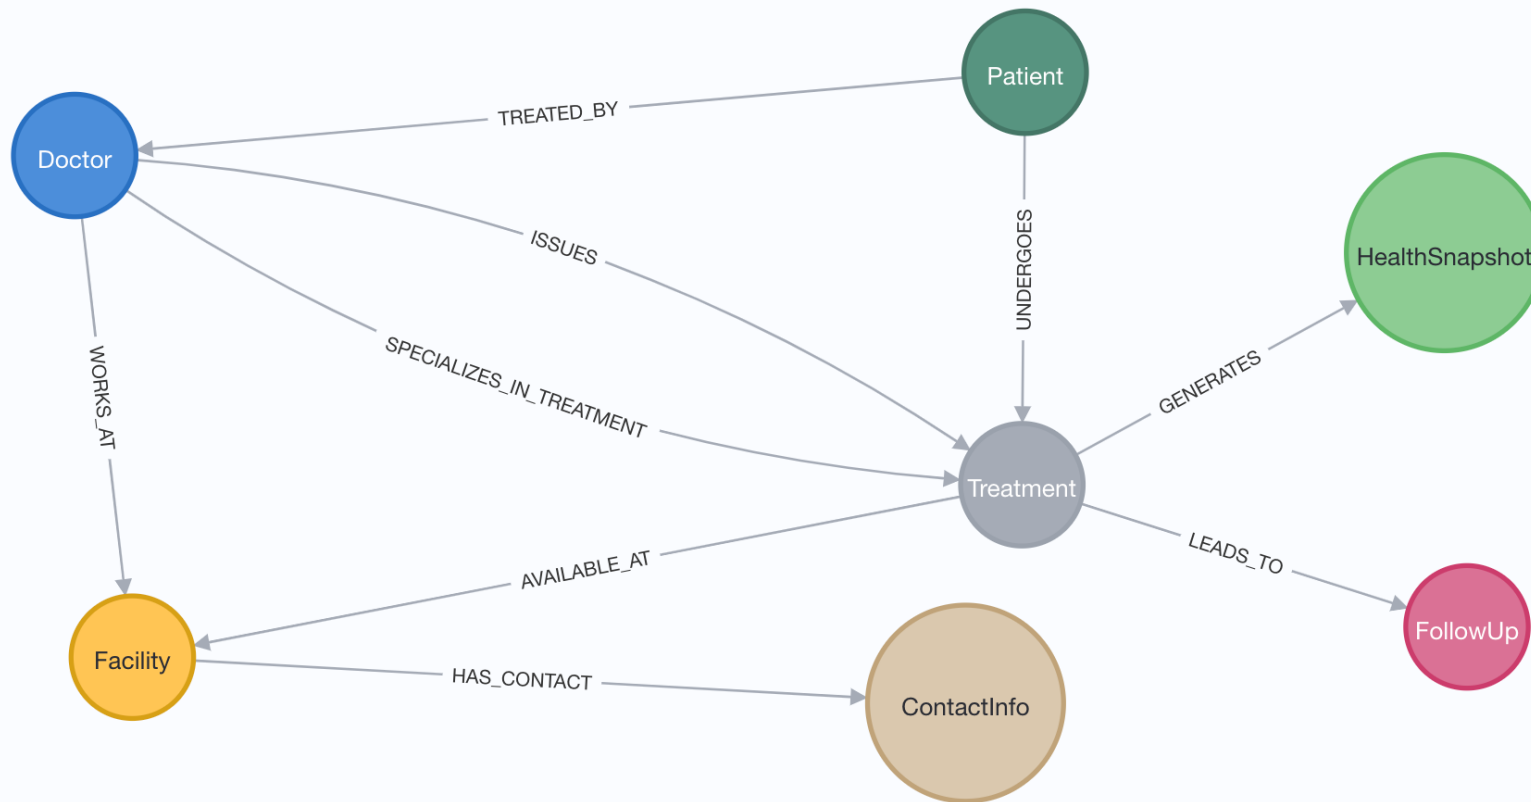 Patient
TREATED_BY
Doctor
ISSUES
UNDERGOES
HealthSnapshot
SPECIALIZES_IN_TREATMENT
WORKS_AT
GENERATES
Treatment
LEADS_TO
AVAILABLE_AT
FollowUp
Facility
HAS_CONTACT
ContactInfo